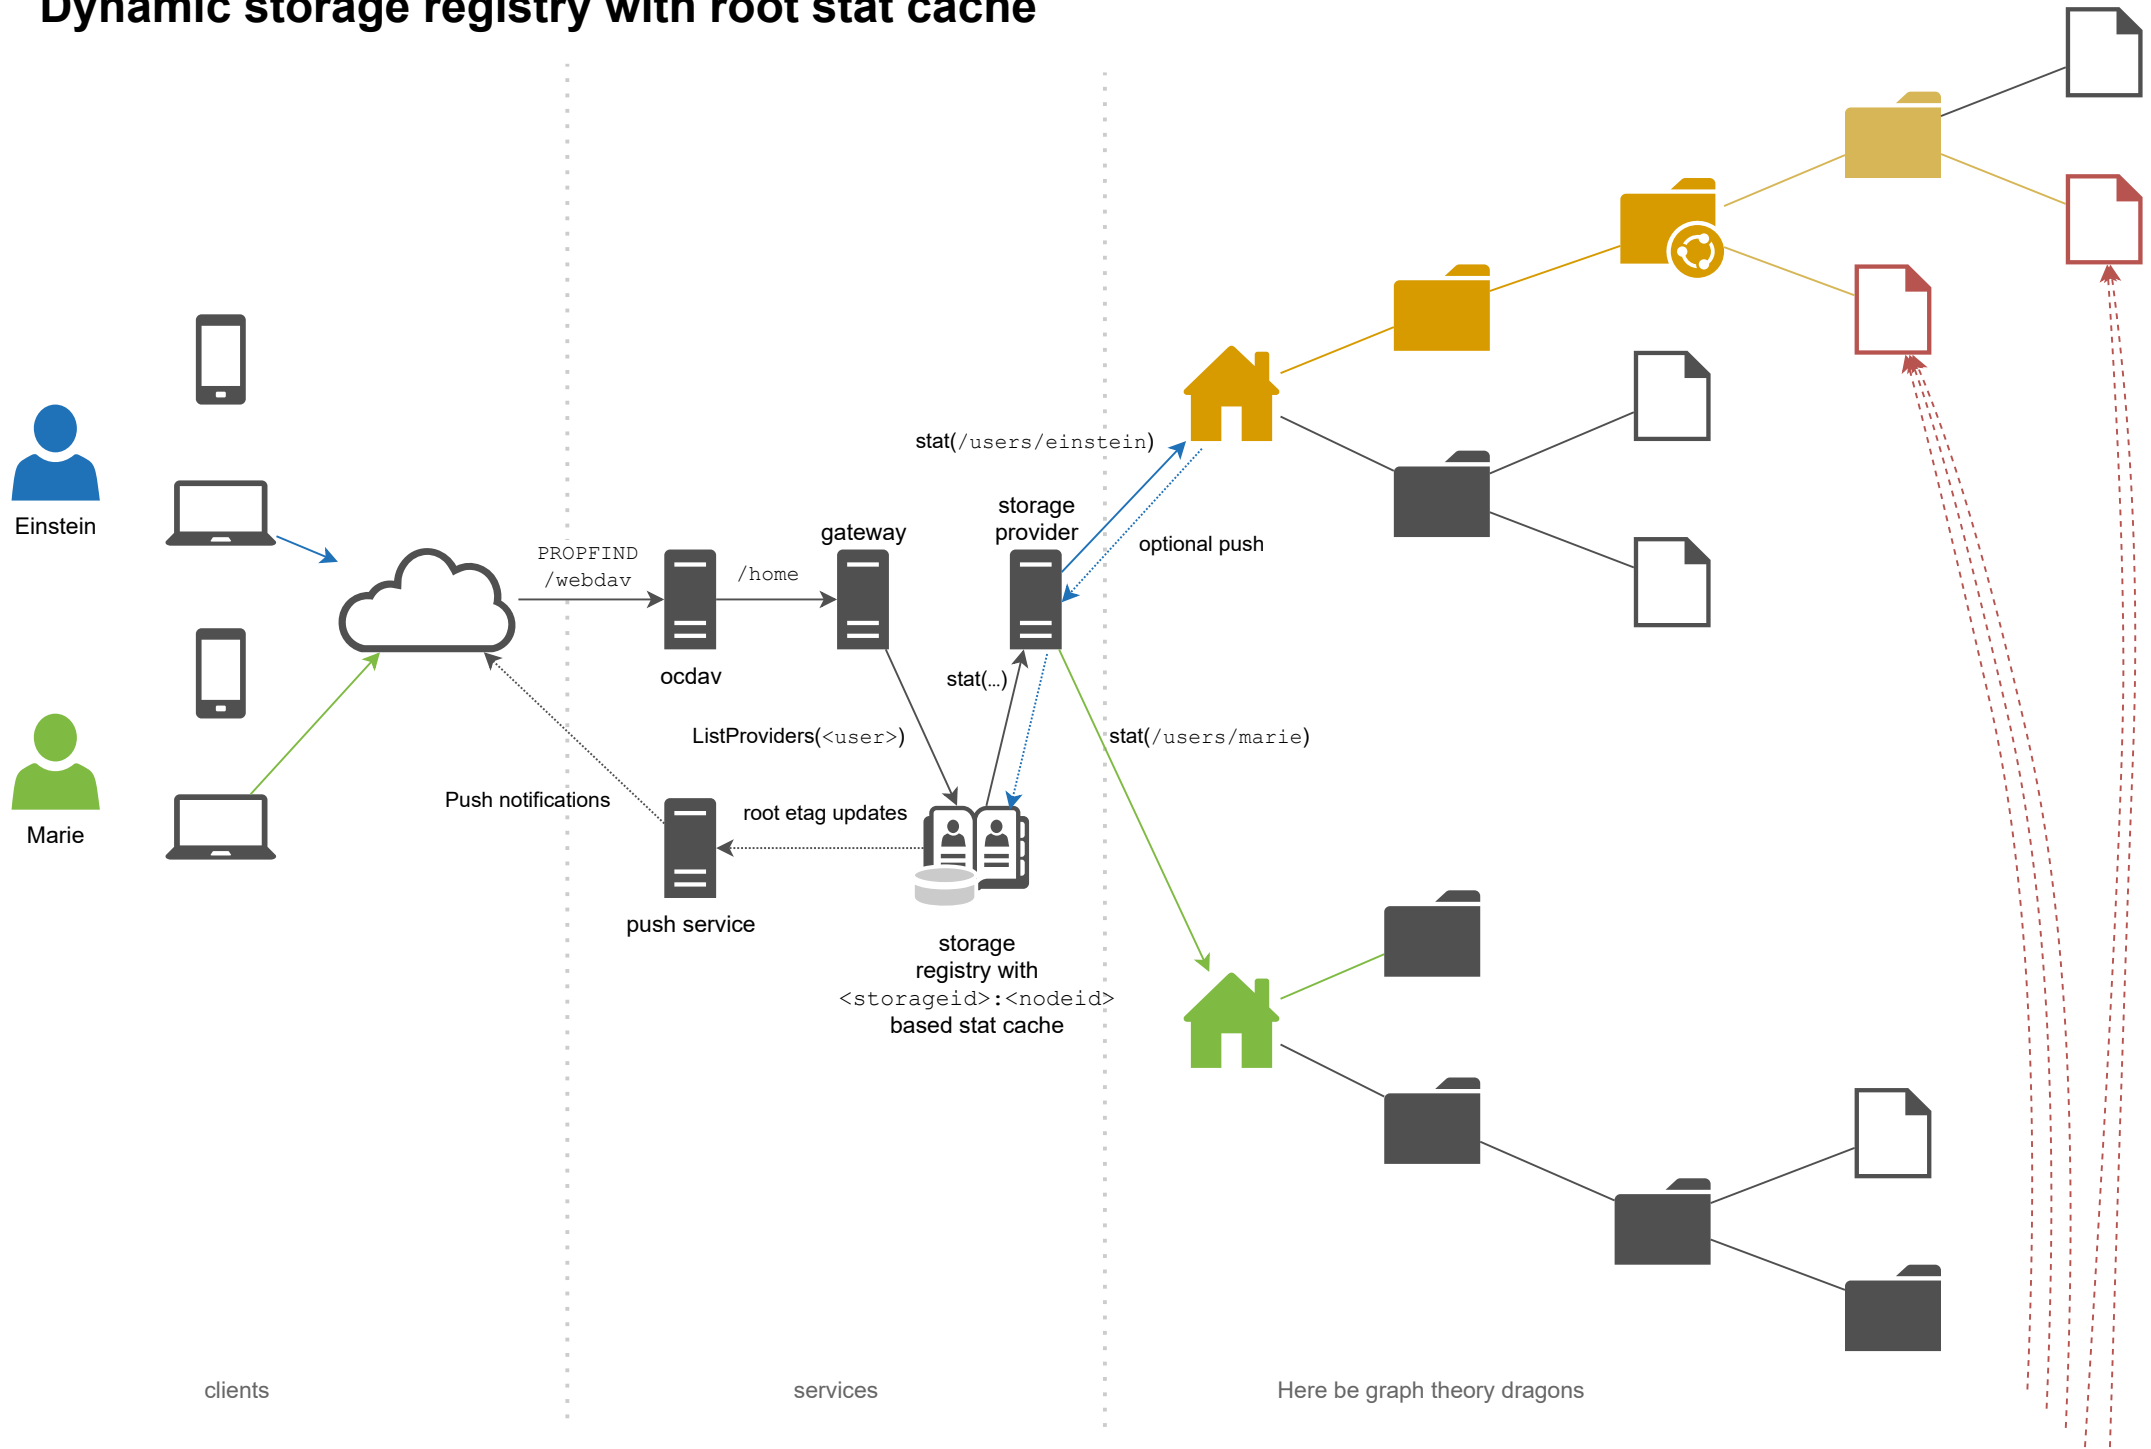 Dynamic storage registry with root stat cache
Einstein
Marie
PROPFIND
/webdav
/home
ocdav
gateway
storage
provider
stat(/users/einstein)
optional push
stat(...)
ListProviders(<user>)
stat(/users/marie)
Push notifications
root etag updates
push service
storage
registry with
<storageid>:<nodeid>
based stat cache
clients
services
Here be graph theory dragons